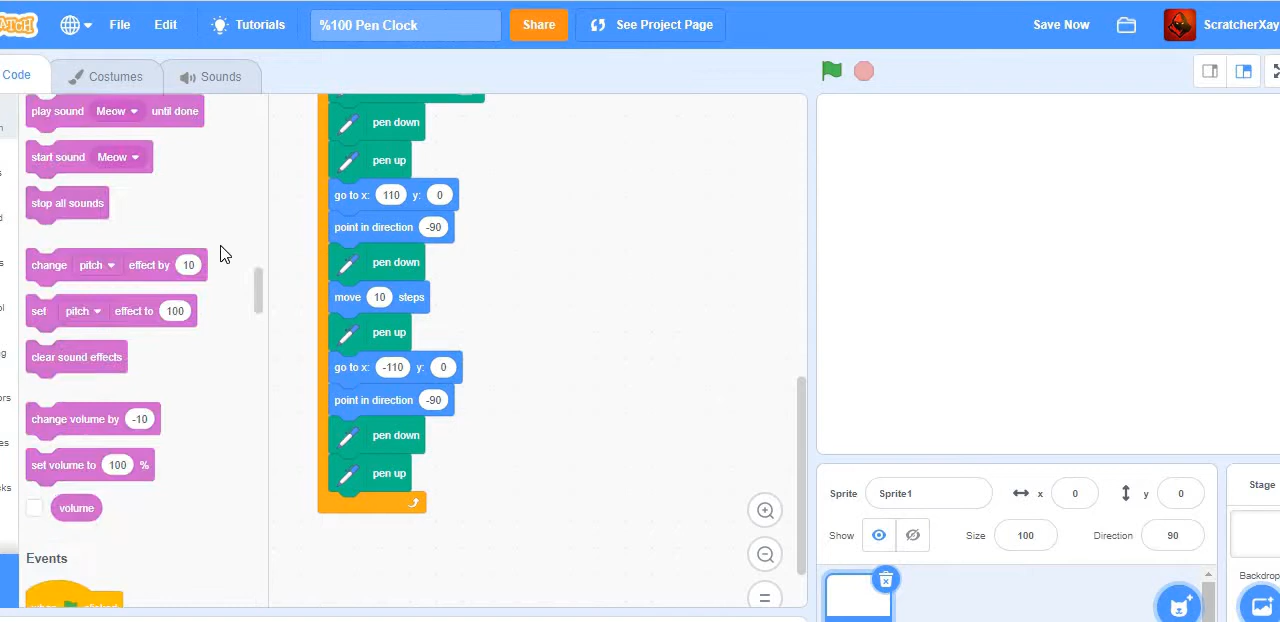 File Edit Tutorials %100 Pen Clock Share See Project Page Save Now ScratcherXay
Code Costumes Sounds
play sound Meow until done
start sound Meow
stop all sounds
change pitch effect by 10
set pitch effect to 100
clear sound effects
change volume by -10
set volume to 100 %
volume
Events
pen down
pen up
go to x: 110 y: 0
point in direction -90
pen down
move 10 steps
pen up
go to x: -110 y: 0
point in direction -90
pen down
pen up
Sprite Sprite1 x 0 y 0
Show Size 100 Direction 90
Stage
Backdrop